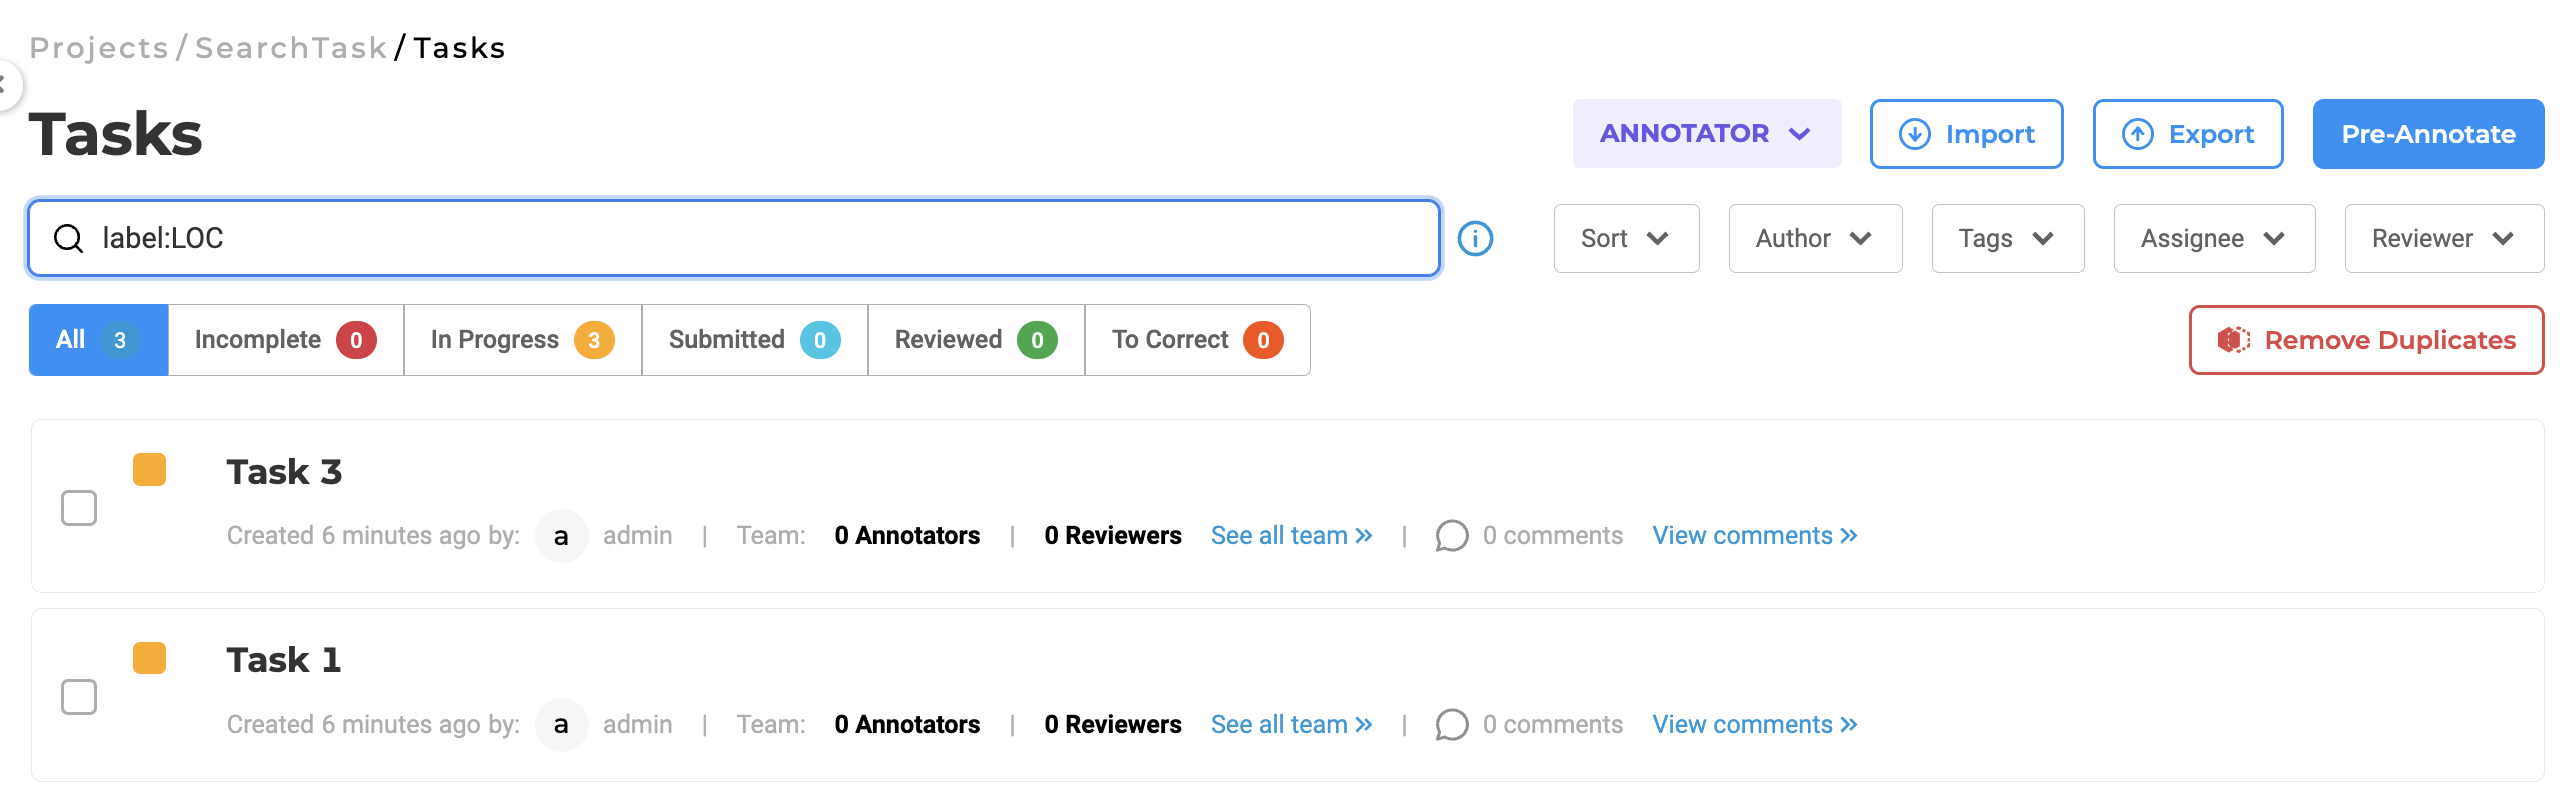 Projects / SearchTask / Tasks
Tasks
ANNOTATOR Import Export Pre-Annotate
label:LOC
Sort Author Tags Assignee Reviewer
All 3 Incomplete 0 In Progress 3 Submitted 0 Reviewed 0 To Correct 0
Remove Duplicates
Task 3
Created 6 minutes ago by: a admin | Team: 0 Annotators | 0 Reviewers See all team » | 0 comments View comments »
Task 1
Created 6 minutes ago by: a admin | Team: 0 Annotators | 0 Reviewers See all team » | 0 comments View comments »